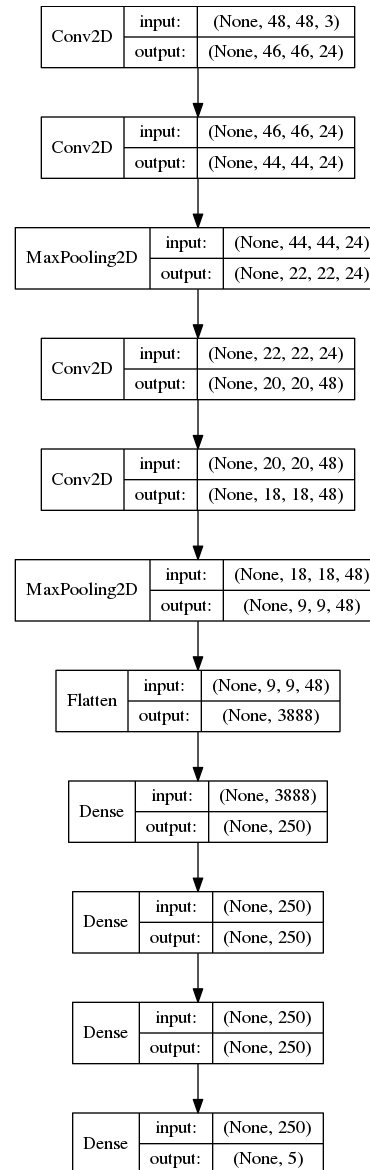 Conv2D input: (None, 48, 48, 3)
output: (None, 46, 46, 24)
Conv2D input: (None, 46, 46, 24)
output: (None, 44, 44, 24)
MaxPooling2D input: (None, 44, 44, 24)
output: (None, 22, 22, 24)
Conv2D input: (None, 22, 22, 24)
output: (None, 20, 20, 48)
Conv2D input: (None, 20, 20, 48)
output: (None, 18, 18, 48)
MaxPooling2D input: (None, 18, 18, 48)
output: (None, 9, 9, 48)
Flatten input: (None, 9, 9, 48)
output: (None, 3888)
Dense input: (None, 3888)
output: (None, 250)
Dense input: (None, 250)
output: (None, 250)
Dense input: (None, 250)
output: (None, 250)
Dense input: (None, 250)
output: (None, 5)